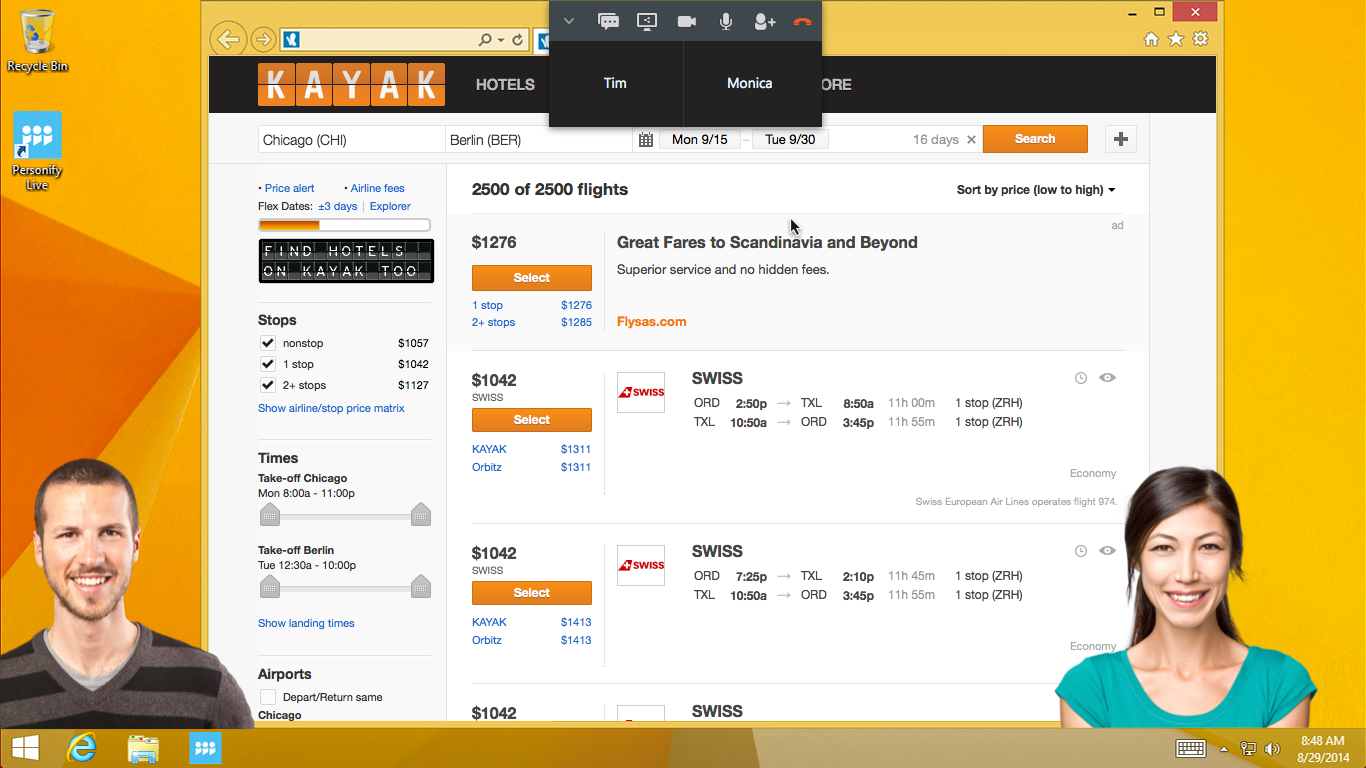 Recycle Bin
Personify
Live
Tim
Monica
KAYAK
HOTELS
ORE
Chicago (CHI)
Berlin (BER)
Mon 9/15
–
Tue 9/30
16 days
Search
• Price alert
• Airline fees
Flex Dates: ±3 days | Explorer
FIND HOTELS
ON KAYAK TOO
Stops
nonstop $1057
1 stop $1042
2+ stops $1127
Show airline/stop price matrix
Times
Take-off Chicago
Mon 8:00a - 11:00p
Take-off Berlin
Tue 12:30a - 10:00p
Show landing times
Airports
Depart/Return same
Chicago
2500 of 2500 flights
Sort by price (low to high)
ad
$1276
Select
1 stop $1276
2+ stops $1285
Great Fares to Scandinavia and Beyond
Superior service and no hidden fees.
Flysas.com
$1042
SWISS
Select
KAYAK $1311
Orbitz $1311
SWISS
SWISS
ORD 2:50p → TXL 8:50a 11h 00m 1 stop (ZRH)
TXL 10:50a → ORD 3:45p 11h 55m 1 stop (ZRH)
Economy
Swiss European Air Lines operates flight 974.
$1042
SWISS
Select
KAYAK $1413
Orbitz $1413
SWISS
SWISS
ORD 7:25p → TXL 2:10p 11h 45m 1 stop (ZRH)
TXL 10:50a → ORD 3:45p 11h 55m 1 stop (ZRH)
Economy
$1042
SWISS
8:48 AM
8/29/2014